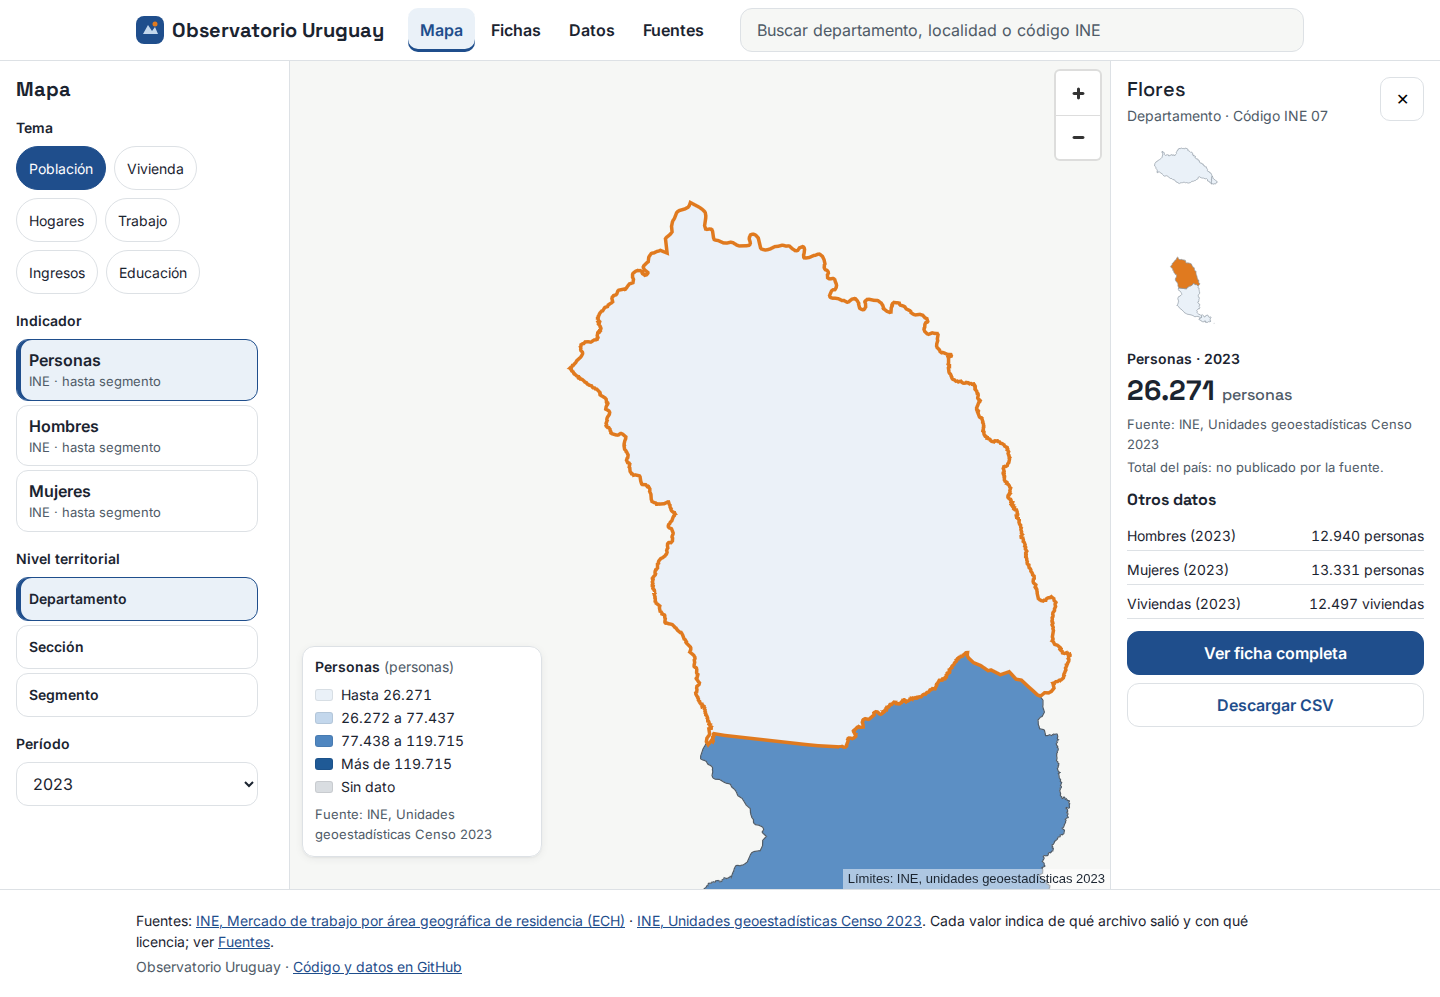 Observatorio Uruguay
Mapa
Fichas
Datos
Fuentes
Buscar departamento, localidad o código INE
Mapa
Tema
Población
Vivienda
Hogares
Trabajo
Ingresos
Educación
Indicador
Personas
INE · hasta segmento
Hombres
INE · hasta segmento
Mujeres
INE · hasta segmento
Nivel territorial
Departamento
Sección
Segmento
Período
2023
+
−
Personas (personas)
Hasta 26.271
26.272 a 77.437
77.438 a 119.715
Más de 119.715
Sin dato
Fuente: INE, Unidades
geoestadísticas Censo 2023
Límites: INE, unidades geoestadísticas 2023
Flores
Departamento · Código INE 07
×
Personas · 2023
26.271 personas
Fuente: INE, Unidades geoestadísticas Censo
2023
Total del país: no publicado por la fuente.
Otros datos
Hombres (2023) 12.940 personas
Mujeres (2023) 13.331 personas
Viviendas (2023) 12.497 viviendas
Ver ficha completa
Descargar CSV
Fuentes: INE, Mercado de trabajo por área geográfica de residencia (ECH) · INE, Unidades geoestadísticas Censo 2023. Cada valor indica de qué archivo salió y con qué
licencia; ver Fuentes.
Observatorio Uruguay · Código y datos en GitHub